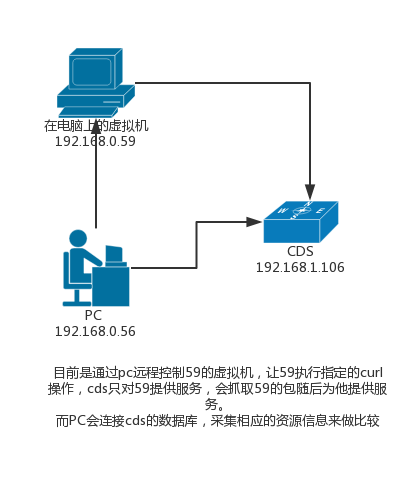 在电脑上的虚拟机
192.168.0.59
CDS
192.168.1.106
PC
192.168.0.56
目前是通过pc远程控制59的虚拟机，让59执行指定的curl
操作，cds只对59提供服务，会抓取59的包随后为他提供服
务。
而PC会连接cds的数据库，采集相应的资源信息来做比较